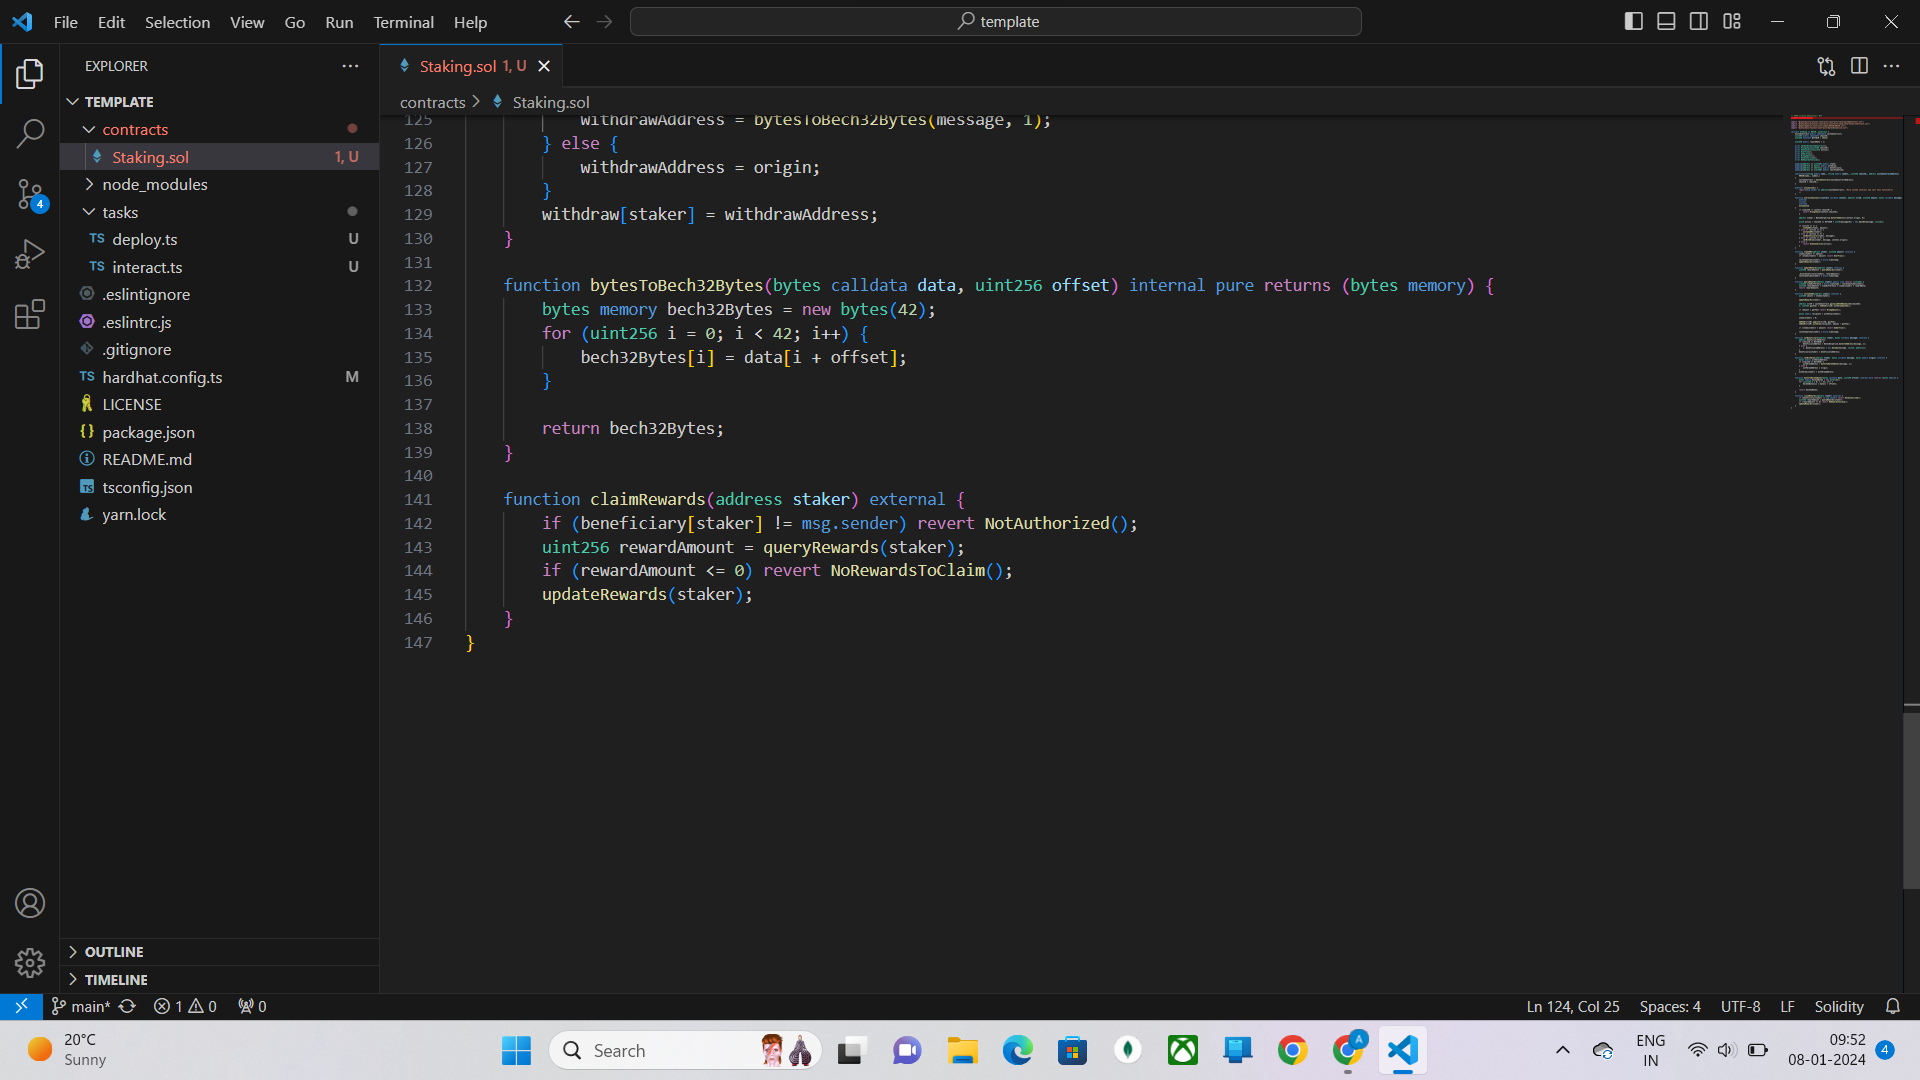 File Edit Selection View Go Run Terminal Help
template
EXPLORER
TEMPLATE
contracts
Staking.sol 1, U
node_modules
tasks
TS deploy.ts U
TS interact.ts U
.eslintignore
.eslintrc.js
.gitignore
TS hardhat.config.ts M
LICENSE
{} package.json
README.md
TS tsconfig.json
yarn.lock
OUTLINE
TIMELINE
4
Staking.sol 1, U
contracts > Staking.sol
125 withdrawAddress = bytesToBech32Bytes(message, 1);
126 } else {
127 withdrawAddress = origin;
128 }
129 withdraw[staker] = withdrawAddress;
130 }
131
132 function bytesToBech32Bytes(bytes calldata data, uint256 offset) internal pure returns (bytes memory) {
133 bytes memory bech32Bytes = new bytes(42);
134 for (uint256 i = 0; i < 42; i++) {
135 bech32Bytes[i] = data[i + offset];
136 }
137
138 return bech32Bytes;
139 }
140
141 function claimRewards(address staker) external {
142 if (beneficiary[staker] != msg.sender) revert NotAuthorized();
143 uint256 rewardAmount = queryRewards(staker);
144 if (rewardAmount <= 0) revert NoRewardsToClaim();
145 updateRewards(staker);
146 }
147 }
main* 1 0 0
Ln 124, Col 25 Spaces: 4 UTF-8 LF Solidity
20°C
Sunny
Search
A
ENG
IN
09:52
08-01-2024
4